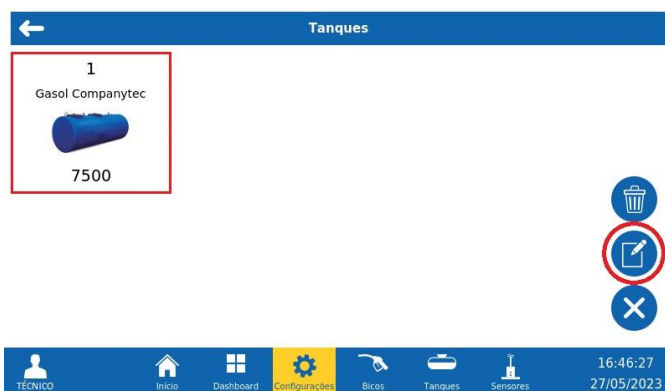 Tanques
1
Gasol Companytec
7500
TÉCNICO
Início
Dashboard
Configurações
Bicos
Tanques
Sensores
16:46:27
27/05/2023